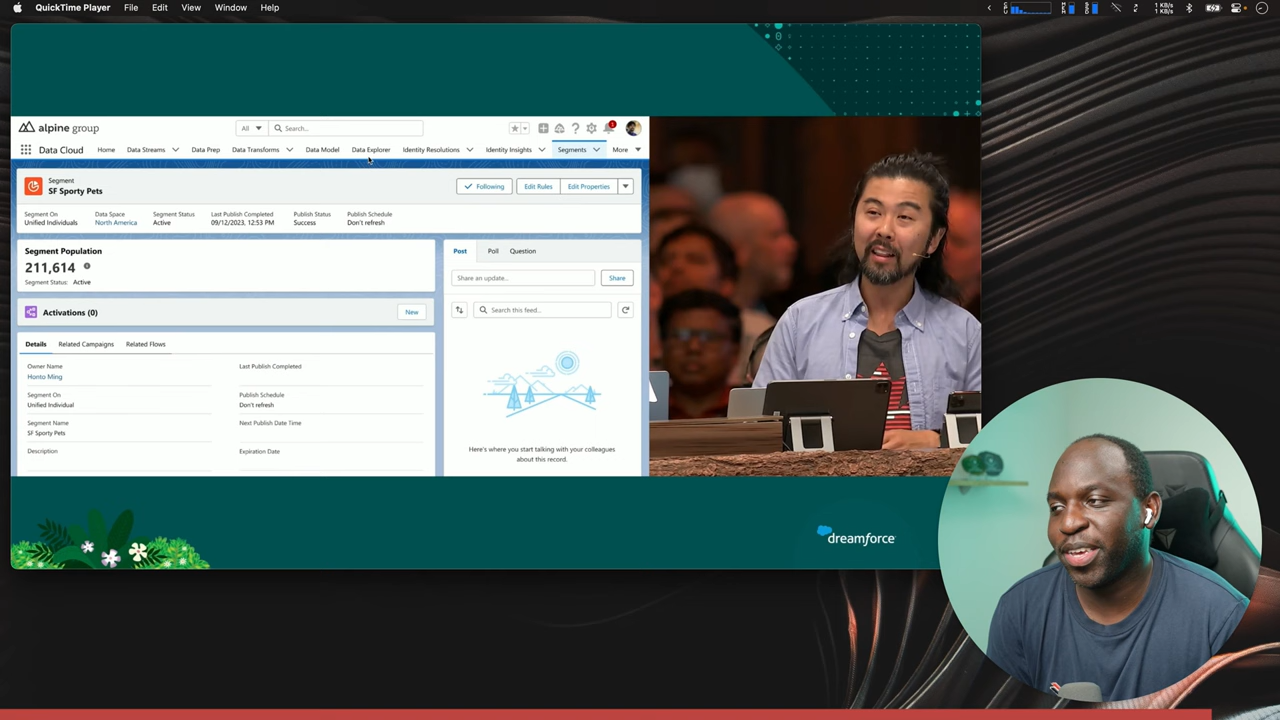 QuickTime Player File Edit View Window Help
1 KB/s
1 KB/s
alpine group
All Search...
1
Data Cloud Home Data Streams Data Prep Data Transforms Data Model Data Explorer Identity Resolutions Identity Insights Segments More
Segment
SF Sporty Pets
Following Edit Rules Edit Properties
Segment On Data Space Segment Status Last Publish Completed Publish Status Publish Schedule
Unified Individuals North America Active 09/12/2023, 12:53 PM Success Don't refresh
Segment Population
211,614
Segment Status: Active
Activations (0) New
Details Related Campaigns Related Flows
Owner Name Last Publish Completed
Honto Ming
Segment On Publish Schedule
Unified Individual Don't refresh
Segment Name Next Publish Date Time
SF Sporty Pets
Description Expiration Date
Post Poll Question
Share an update... Share
Search this feed...
Here's where you start talking with your colleagues
about this record.
dreamforce